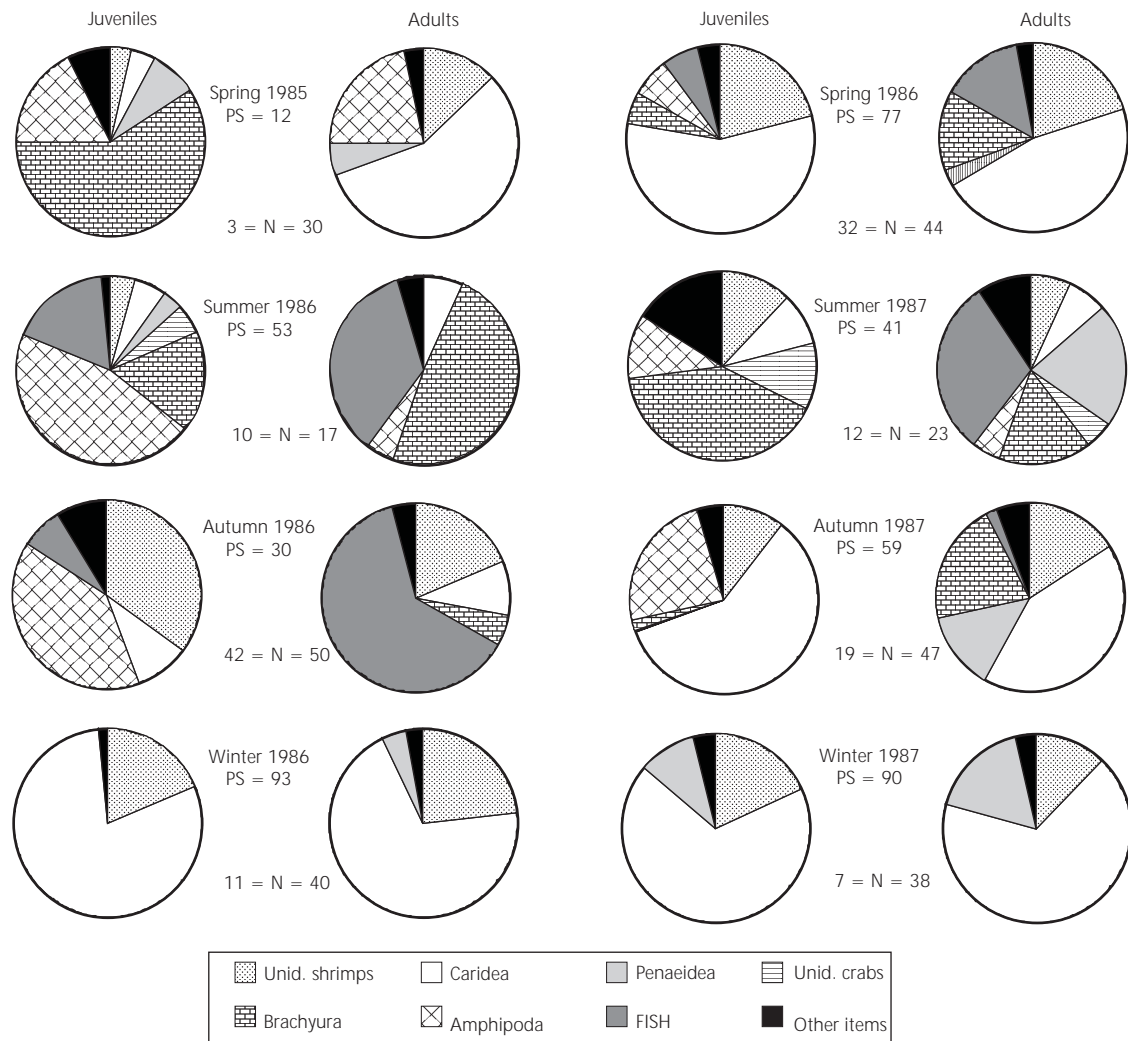 Juveniles Adults Juveniles Adults
Spring 1985
PS = 12
3 = N = 30
Spring 1986
PS = 77
32 = N = 44
Summer 1986
PS = 53
10 = N = 17
Summer 1987
PS = 41
12 = N = 23
Autumn 1986
PS = 30
42 = N = 50
Autumn 1987
PS = 59
19 = N = 47
Winter 1986
PS = 93
11 = N = 40
Winter 1987
PS = 90
7 = N = 38
Unid. shrimps Caridea Penaeidea Unid. crabs
Brachyura Amphipoda FISH Other items